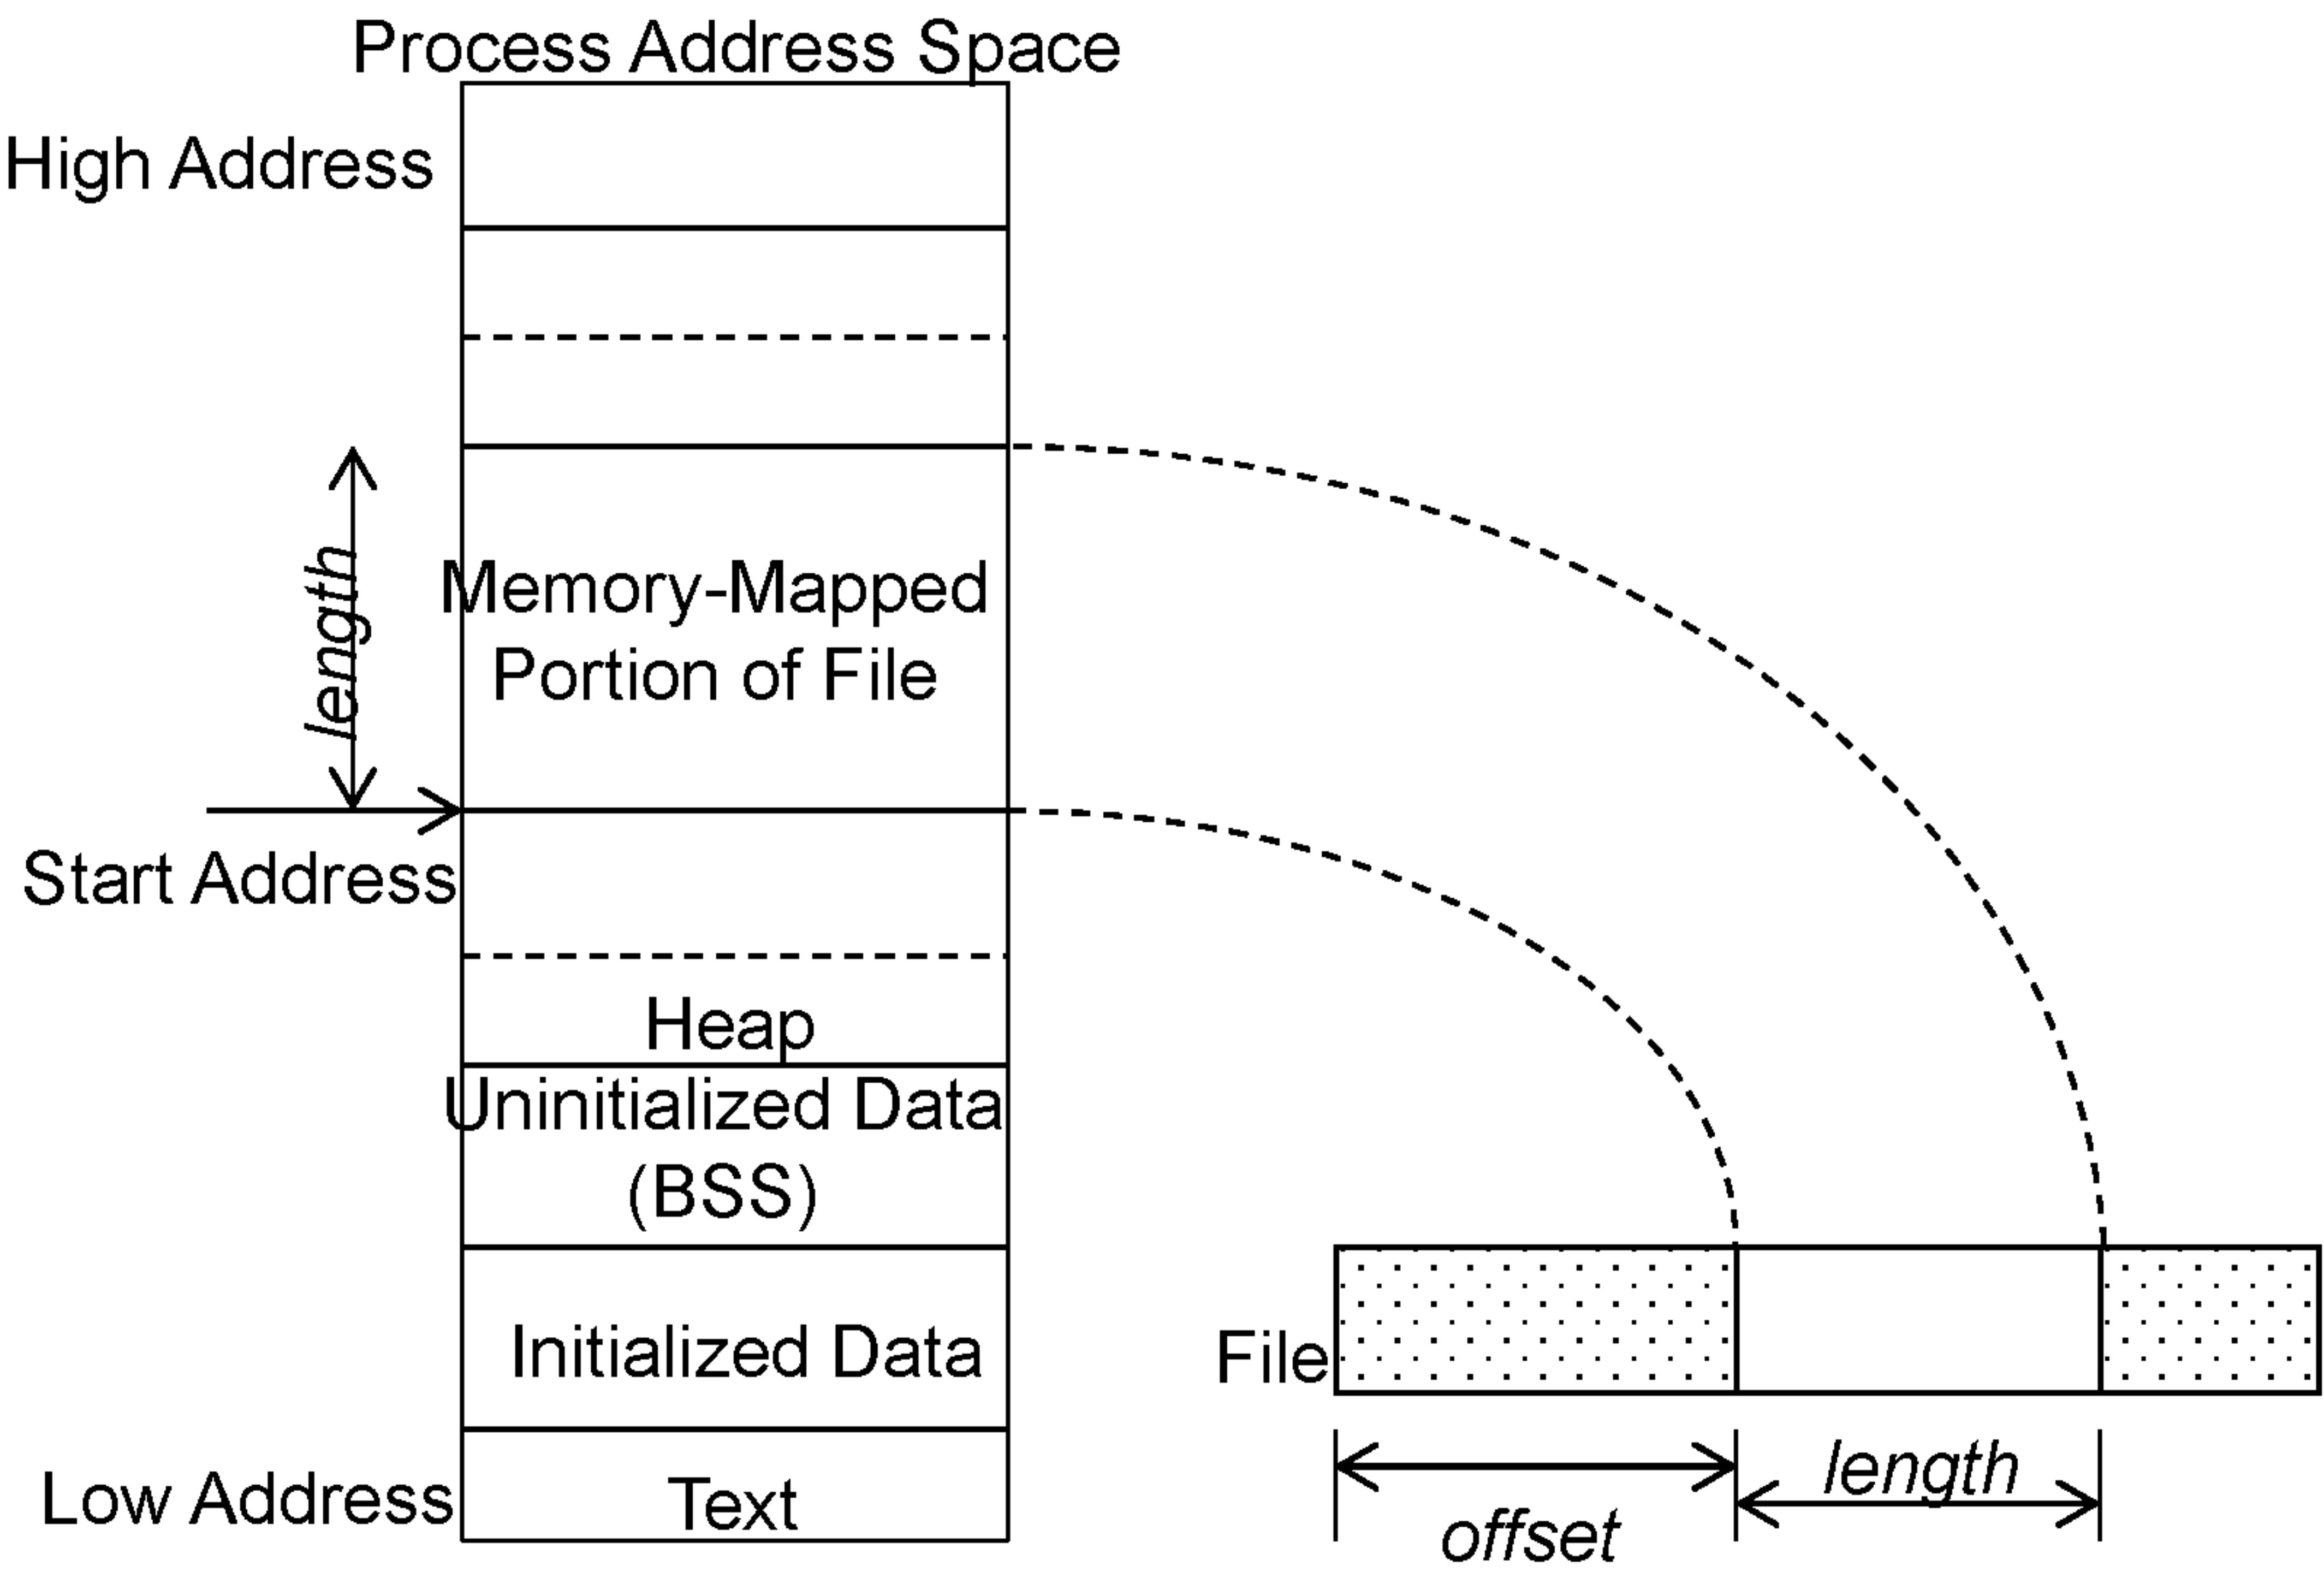 Process Address Space
High Address
length
Memory-Mapped
Portion of File
Start Address
Heap
Uninitialized Data
(BSS)
Initialized Data
Low Address
Text
File
offset
length